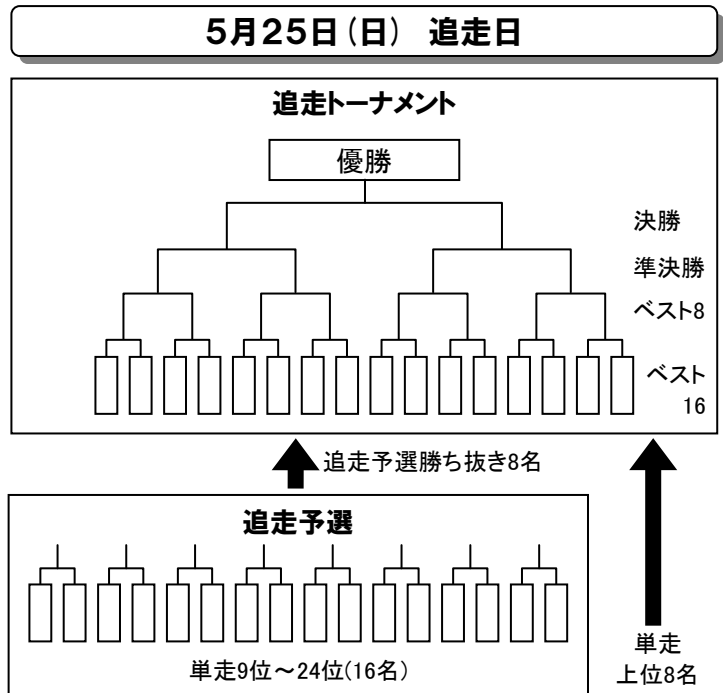 5月25日(日) 追走日
追走トーナメント
優勝
決勝
準決勝
ベスト8
ベスト
16
追走予選勝ち抜き8名
追走予選
単走9位～24位(16名)
単走
上位8名